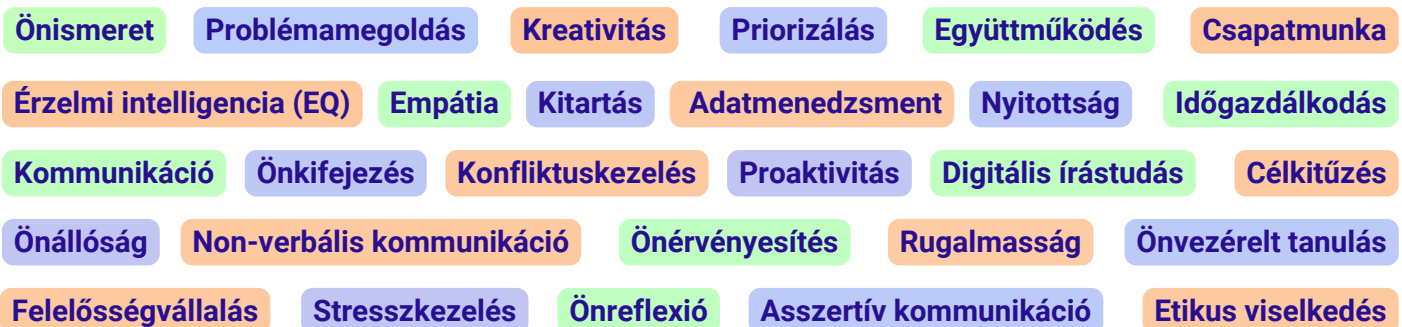 Önismeret Problémamegoldás Kreativitás Priorizálás Együttműködés Csapatmunka
Érzelmi intelligencia (EQ) Empátia Kitartás Adatmenedzsment Nyitottság Időgazdálkodás
Kommunikáció Önkifejezés Konfliktuskezelés Proaktivitás Digitális írástudás Célkitűzés
Önállóság Non-verbális kommunikáció Önérvényesítés Rugalmasság Önvezérelt tanulás
Felelősségvállalás Stresszkezelés Önreflexió Asszertív kommunikáció Etikus viselkedés